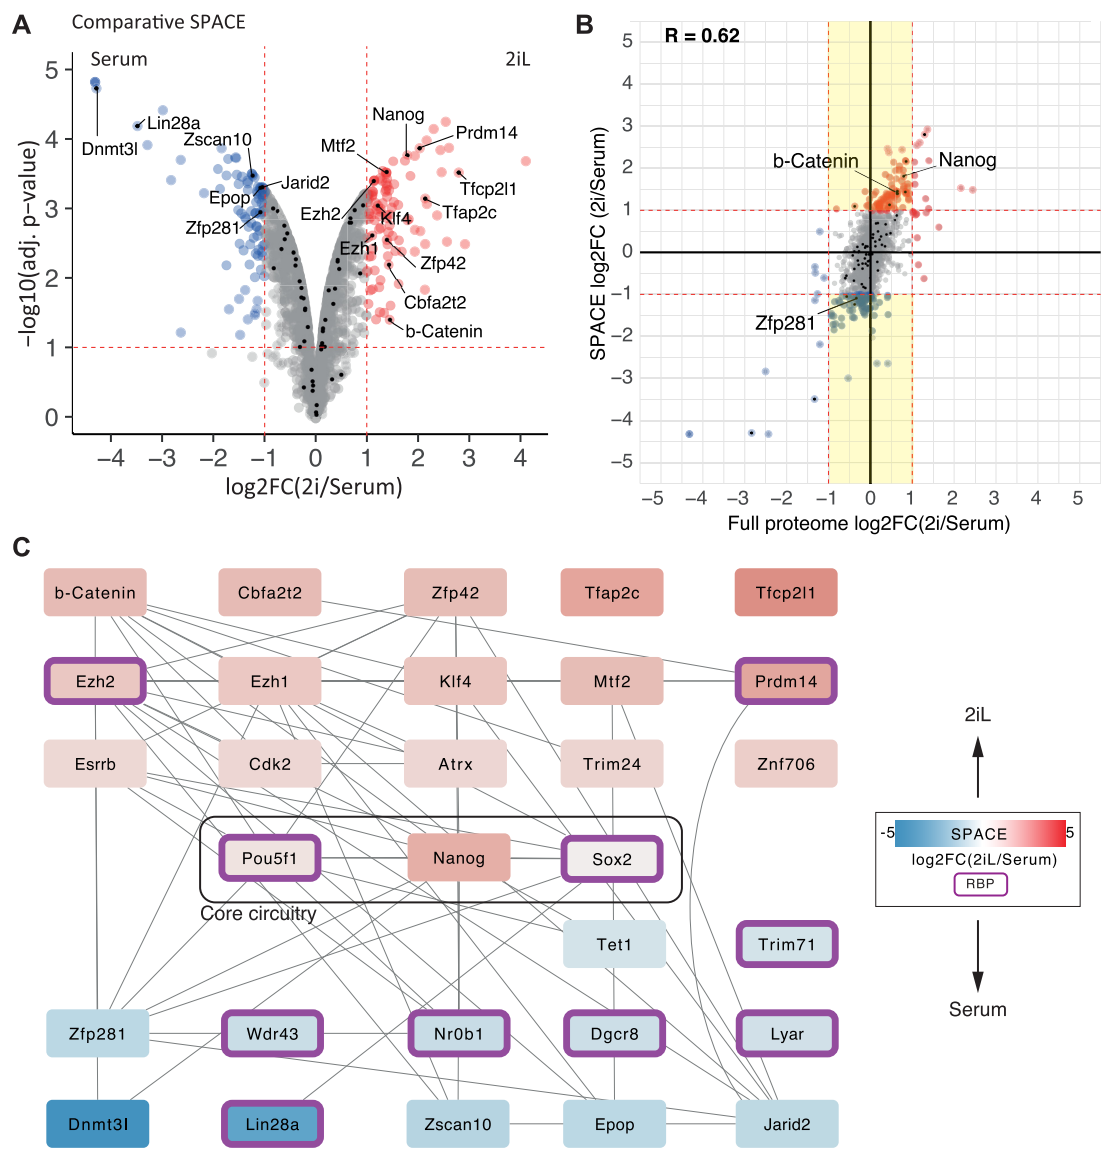 A
Comparative SPACE
Serum
2iL
Dnmt3l
Lin28a
Zscan10
Jarid2
Epop
Zfp281
Nanog
Prdm14
Mtf2
Tfcp2l1
Tfap2c
Ezh2
Klf4
Ezh1
Zfp42
Cbfa2t2
b-Catenin
−log10(adj. p−value)
5
4
3
2
1
0
−4
−3
−2
−1
0
1
2
3
4
log2FC(2i/Serum)
B
R = 0.62
b-Catenin
Nanog
Zfp281
SPACE log2FC (2i/Serum)
5
4
3
2
1
0
−1
−2
−3
−4
−5
−5
−4
−3
−2
−1
0
1
2
3
4
5
Full proteome log2FC(2i/Serum)
C
b-Catenin
Cbfa2t2
Zfp42
Tfap2c
Tfcp2l1
Ezh2
Ezh1
Klf4
Mtf2
Prdm14
Esrrb
Cdk2
Atrx
Trim24
Znf706
Pou5f1
Nanog
Sox2
Core circuitry
Tet1
Trim71
Zfp281
Wdr43
Nr0b1
Dgcr8
Lyar
Dnmt3l
Lin28a
Zscan10
Epop
Jarid2
2iL
-5
SPACE
5
log2FC(2iL/Serum)
RBP
Serum